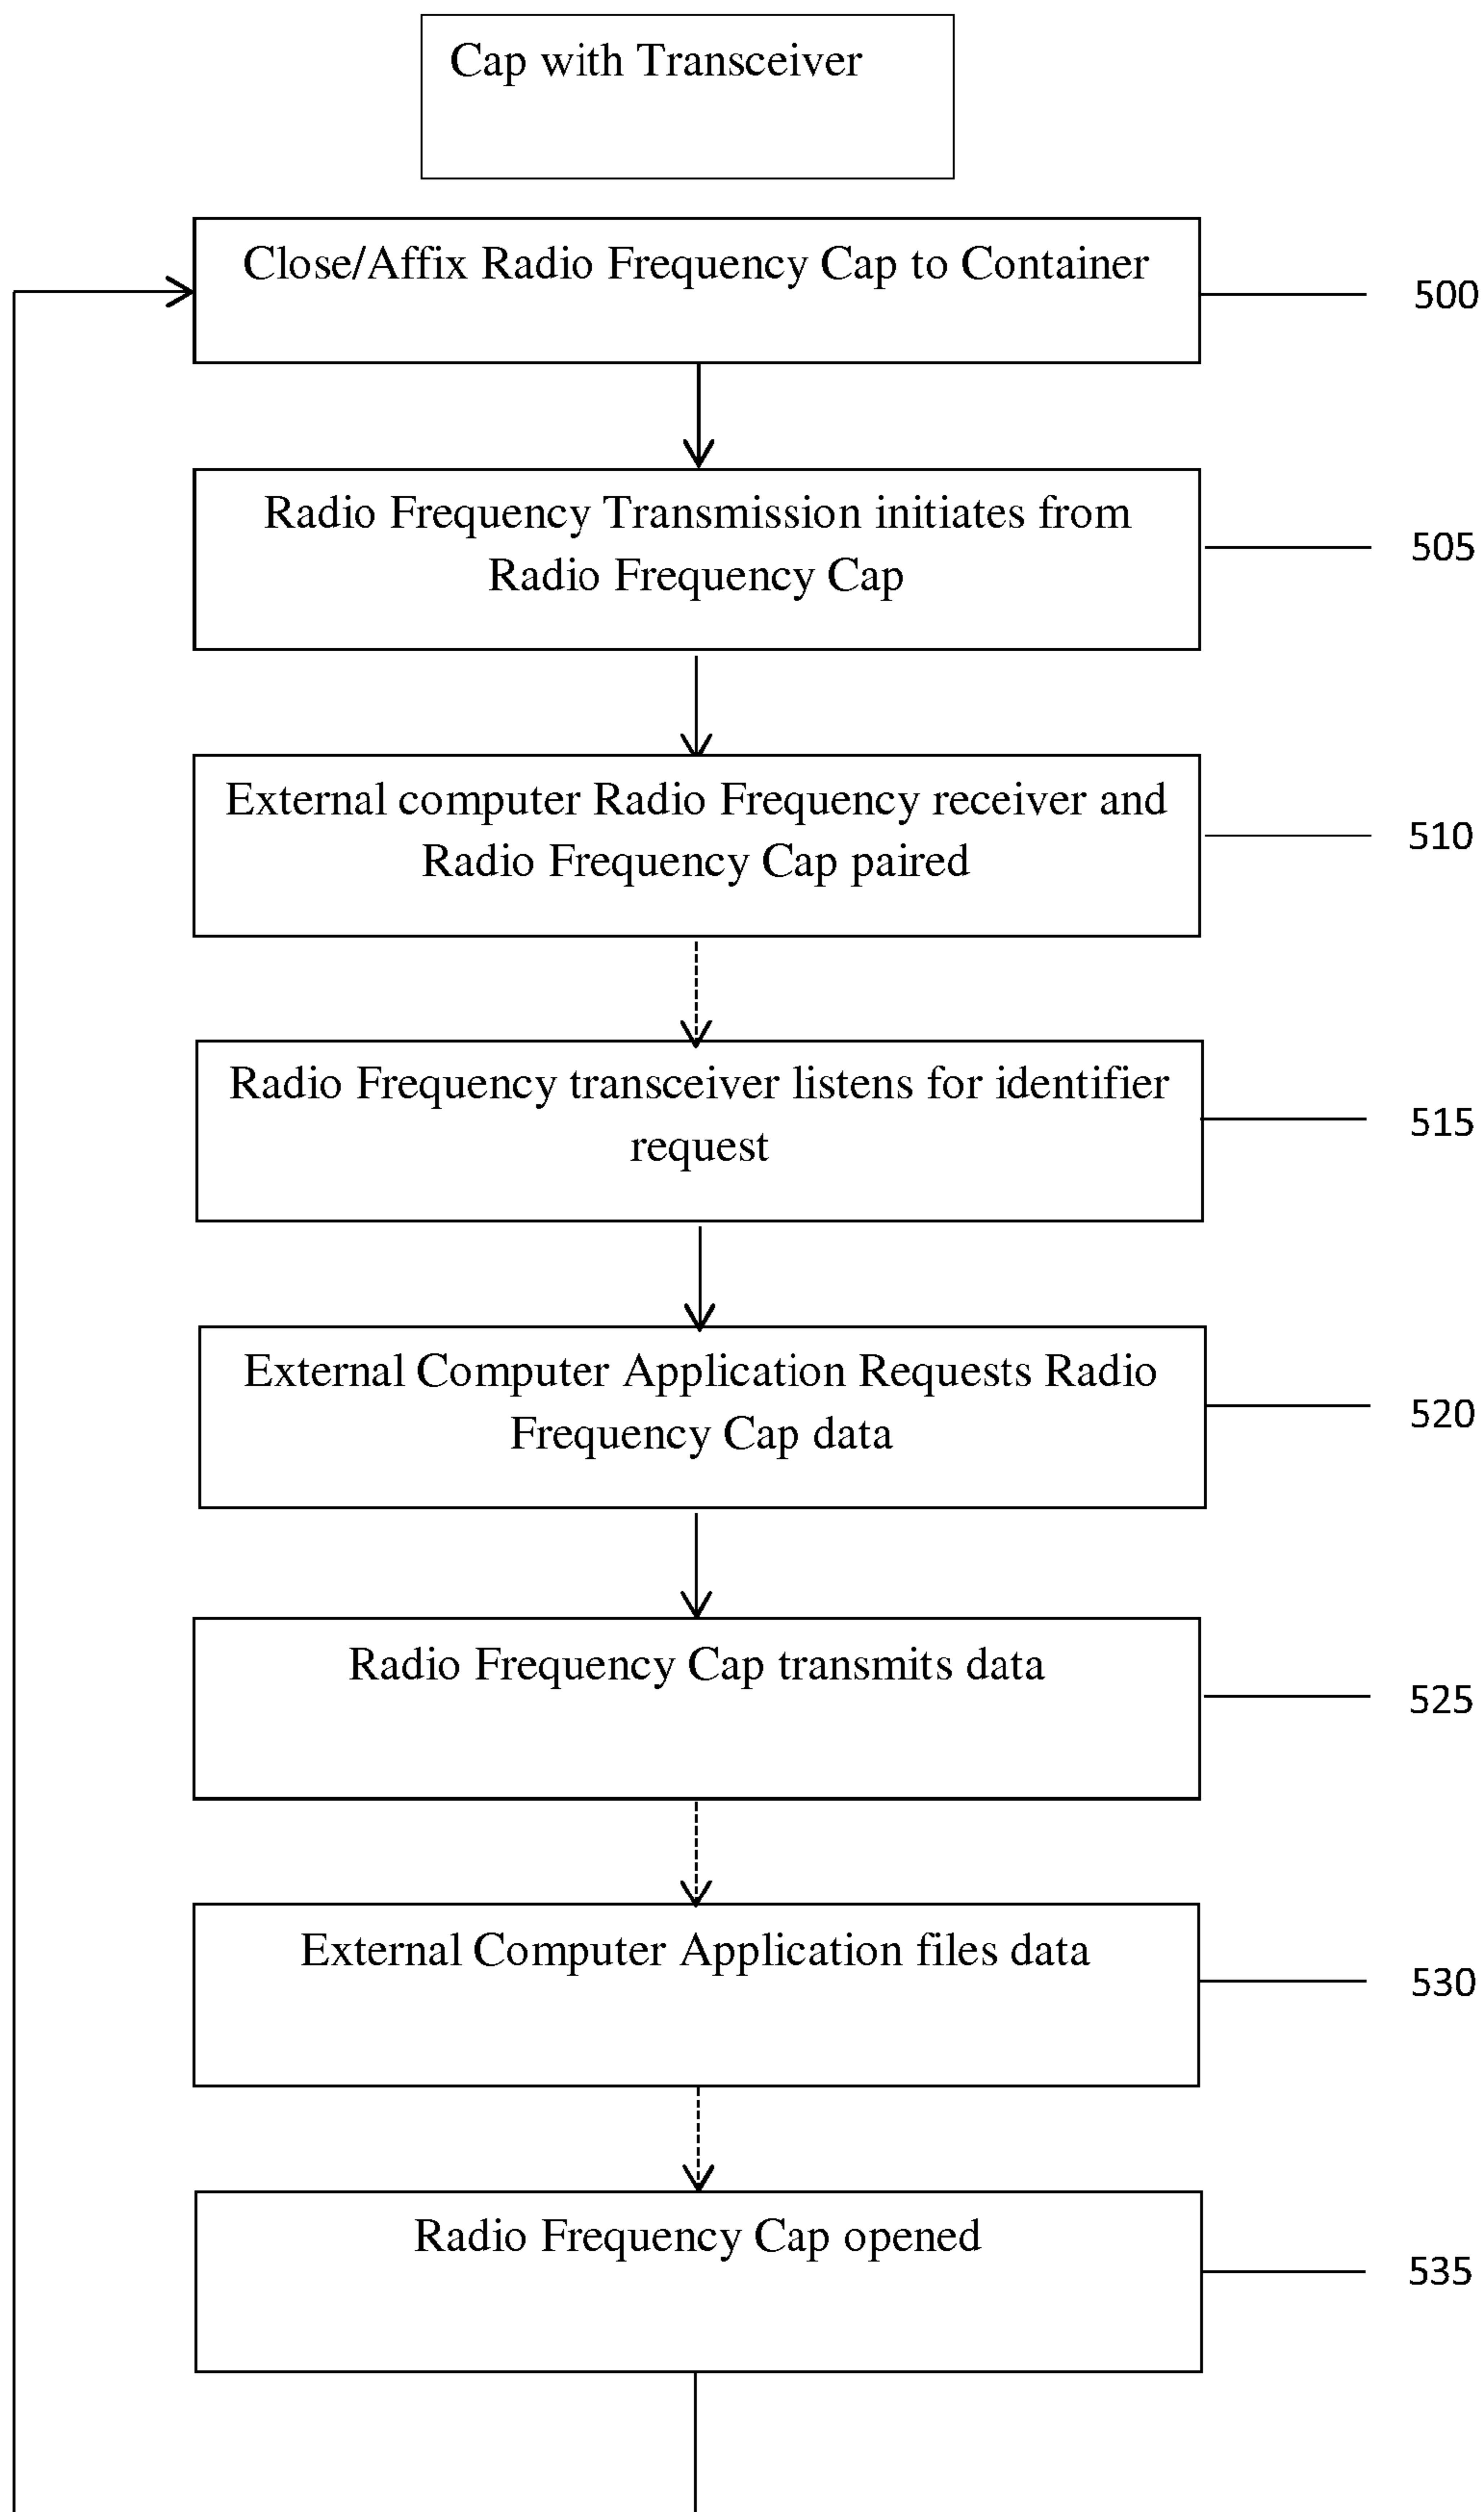 Cap with Transceiver
Close/Affix Radio Frequency Cap to Container
500
Radio Frequency Transmission initiates from
Radio Frequency Cap
505
External computer Radio Frequency receiver and
Radio Frequency Cap paired
510
Radio Frequency transceiver listens for identifier
request
515
External Computer Application Requests Radio
Frequency Cap data
520
Radio Frequency Cap transmits data
525
External Computer Application files data
530
Radio Frequency Cap opened
535